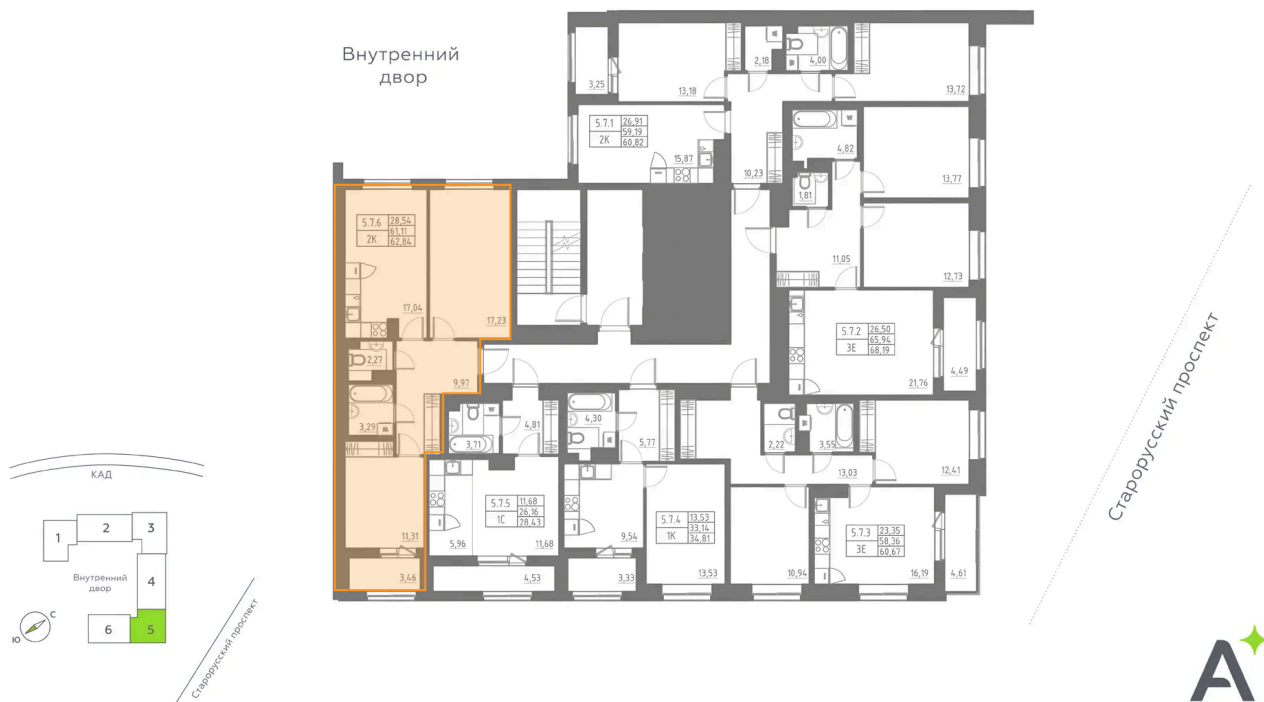 Внутренний
двор
3,25
13,18
2,18
4,00
13,72
5.7.1 26,91
2К 59,19
60,82
15,87
10,23
4,82
1,81
13,77
11,05
12,73
5.7.6 28,54
2К 61,11
62,84
17,04
17,23
2,27
9,97
3,29
11,31
3,46
5.7.2 26,50
3Е 65,94
68,19
21,76
4,49
3,71
4,81
4,30
5,77
2,22
3,55
13,03
12,41
5.7.5 11,68
1С 26,16
28,43
5,96
11,68
4,53
9,54
3,33
5.7.4 13,53
1К 33,14
34,81
13,53
10,94
5.7.3 23,35
3Е 58,36
60,67
16,19
4,61
Старорусский проспект
КАД
1
2
3
4
5
6
Внутренний
двор
С
Ю
W
W
W
W
W
Старорусский проспект
А